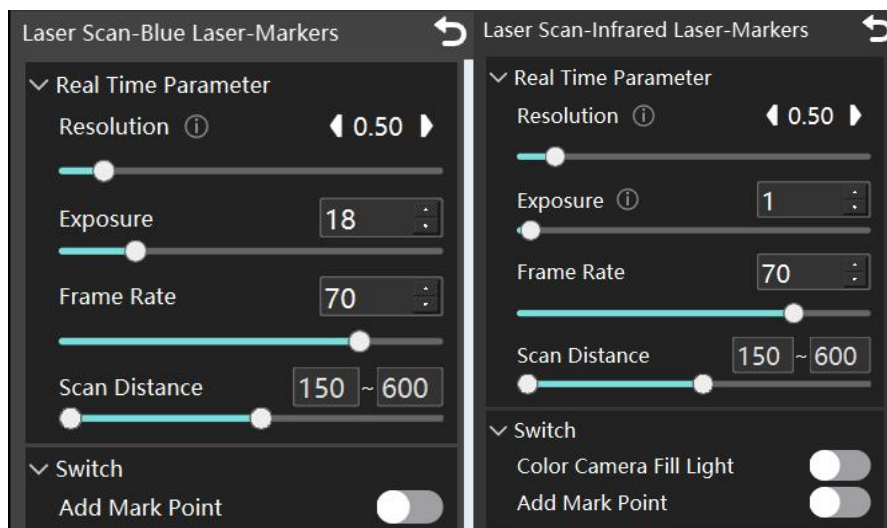 Laser Scan-Blue Laser-Markers
Real Time Parameter
Resolution ⓘ 0.50
Exposure 18
Frame Rate 70
Scan Distance 150 ~ 600
Switch
Add Mark Point
Laser Scan-Infrared Laser-Markers
Real Time Parameter
Resolution ⓘ 0.50
Exposure ⓘ 1
Frame Rate 70
Scan Distance 150 ~ 600
Switch
Color Camera Fill Light
Add Mark Point